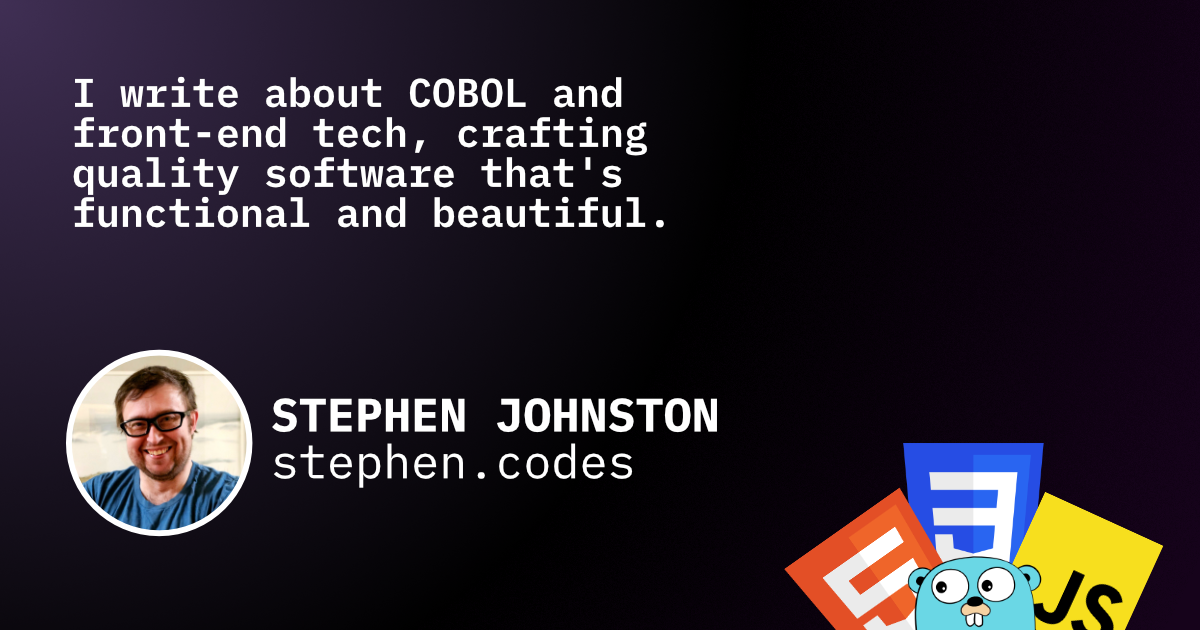 I write about COBOL and
front-end tech, crafting
quality software that's
functional and beautiful.
STEPHEN JOHNSTON
stephen.codes
JS